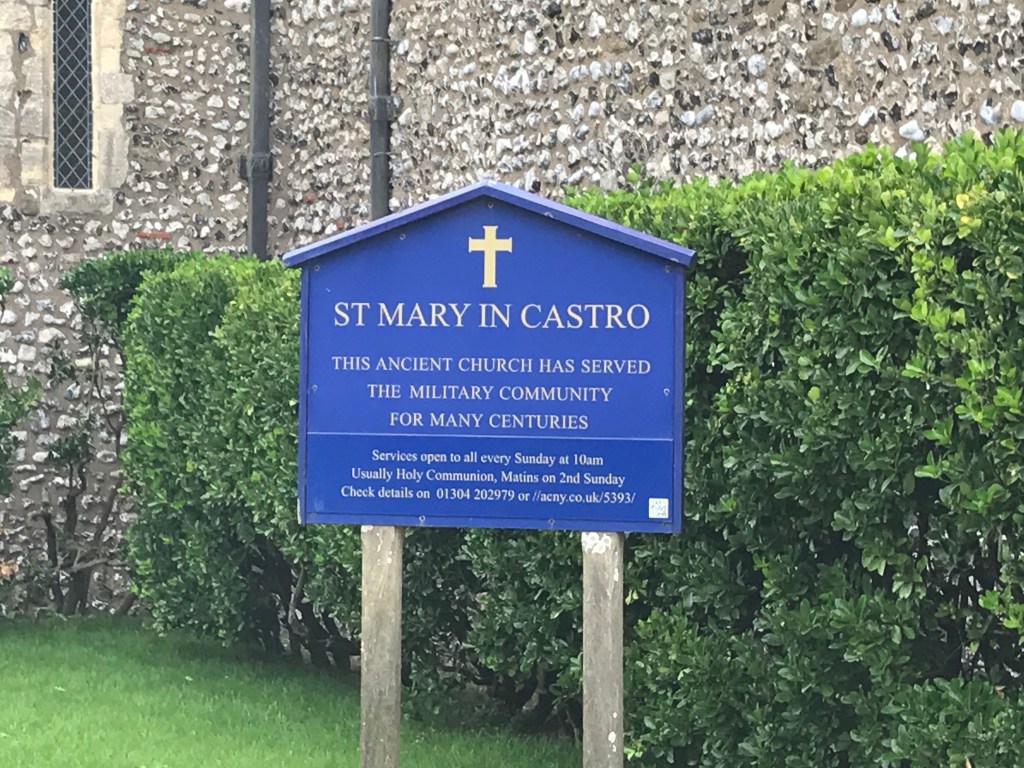 ST MARY IN CASTRO
THIS ANCIENT CHURCH HAS SERVED
THE MILITARY COMMUNITY
FOR MANY CENTURIES
Services open to all every Sunday at 10am
Usually Holy Communion, Matins on 2nd Sunday
Check details on 01304 202979 or //acny.co.uk/5393/